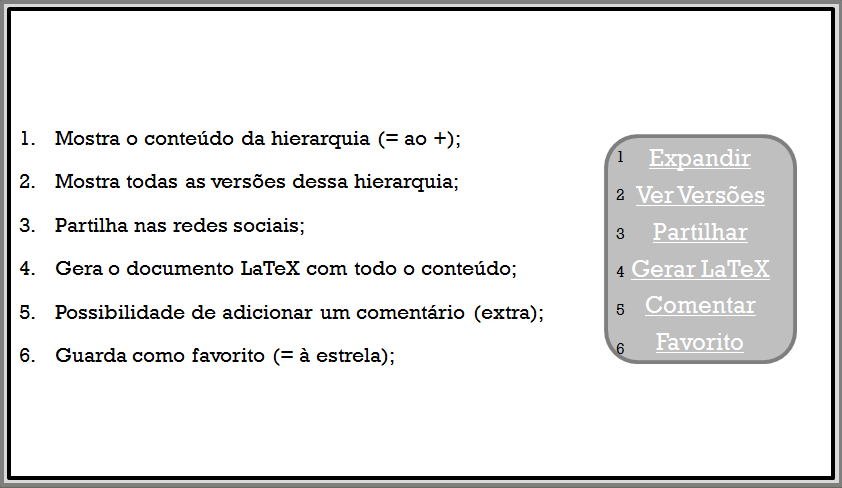 1. Mostra o conteúdo da hierarquia (= ao +);
2. Mostra todas as versões dessa hierarquia;
3. Partilha nas redes sociais;
4. Gera o documento LaTeX com todo o conteúdo;
5. Possibilidade de adicionar um comentário (extra);
6. Guarda como favorito (= à estrela);
1 Expandir
2 Ver Versões
3 Partilhar
4 Gerar LaTeX
5 Comentar
6 Favorito